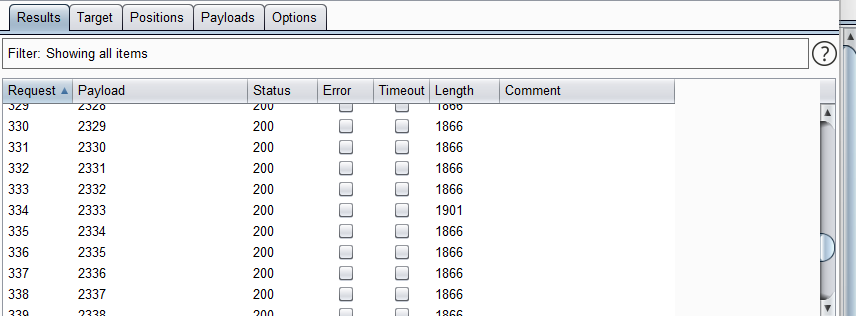 Results Target Positions Payloads Options
Filter: Showing all items ?
Request Payload Status Error Timeout Length Comment
329 2328 200 1866
330 2329 200 1866
331 2330 200 1866
332 2331 200 1866
333 2332 200 1866
334 2333 200 1901
335 2334 200 1866
336 2335 200 1866
337 2336 200 1866
338 2337 200 1866
339 2338 200 1866